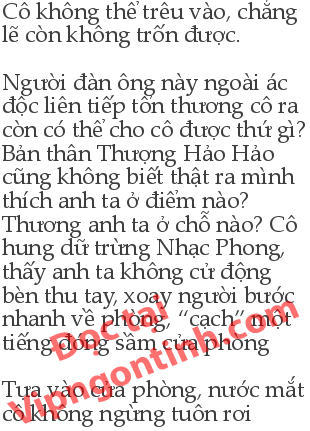 Cô không thể trêu vào, chẳng
lẽ còn không trốn được.
Người đàn ông này ngoài ác
độc liên tiếp tổn thương cô ra
còn có thể cho cô được thứ gì?
Bản thân Thượng Hảo Hảo
cũng không biết thật ra mình
thích anh ta ở điểm nào?
Thương anh ta ở chỗ nào? Cô
hung dữ trừng Nhạc Phong,
thấy anh ta không cử động
bèn thu tay, xoay người bước
nhanh về phòng, “cạch” một
tiếng đóng sầm cửa phòng
Tựa vào cửa phòng, nước mắt
cô không ngừng tuôn rơi
Đọc tại
Vipngontinh.com